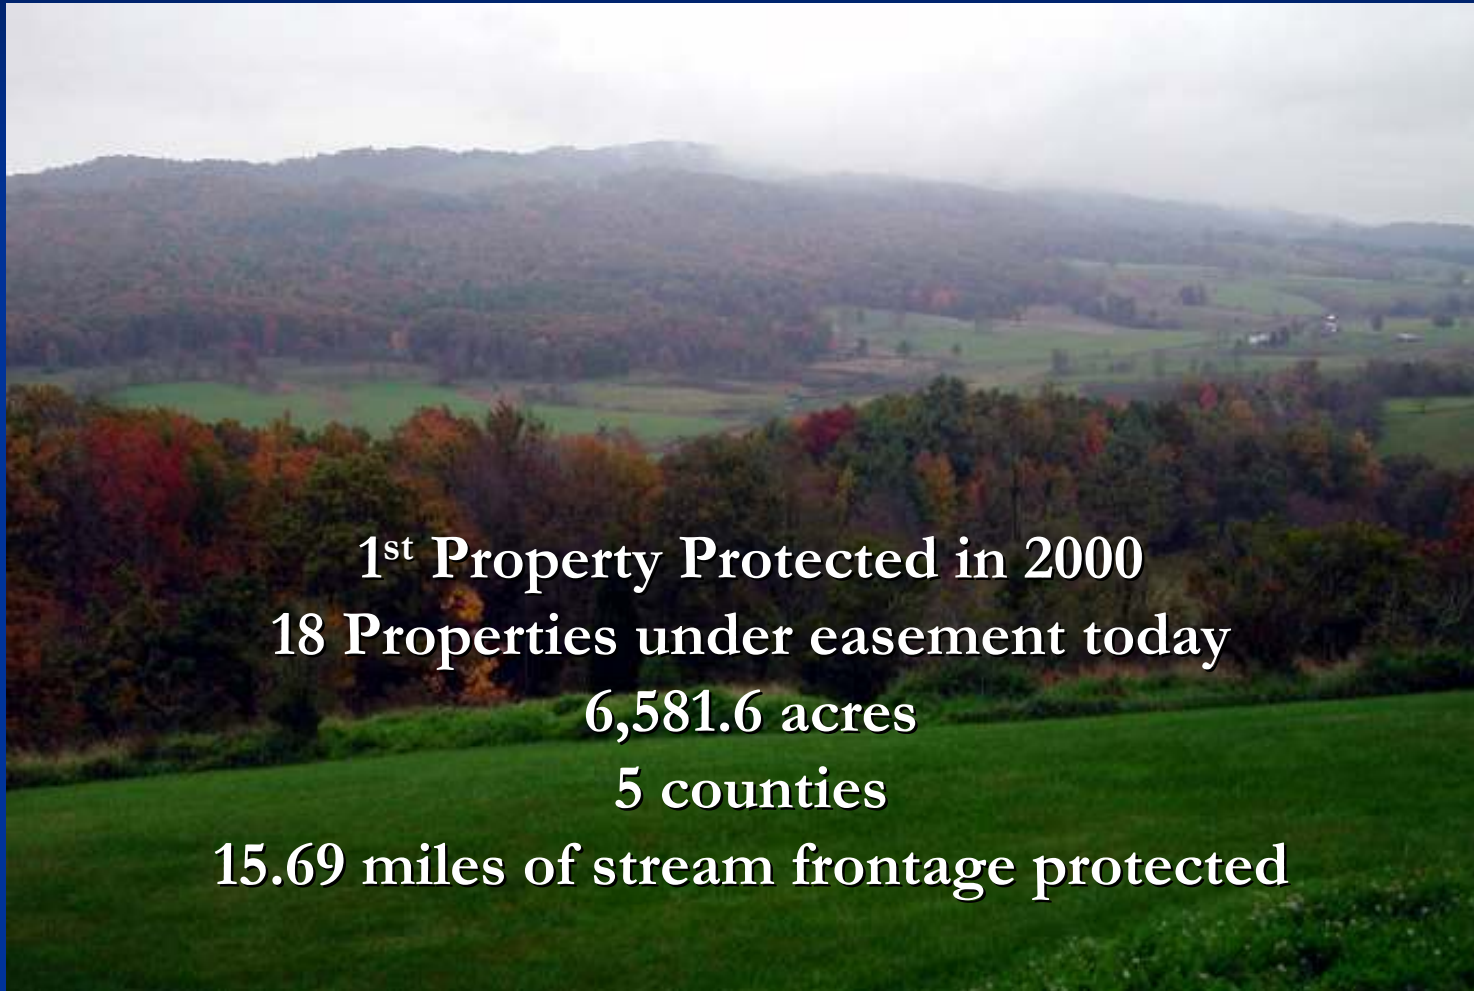 1st Property Protected in 2000
18 Properties under easement today
6,581.6 acres
5 counties
15.69 miles of stream frontage protected